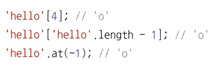 'hello'[4]; // 'o'
'hello'['hello'.length - 1]; // 'o'
'hello'.at(-1); // 'o'